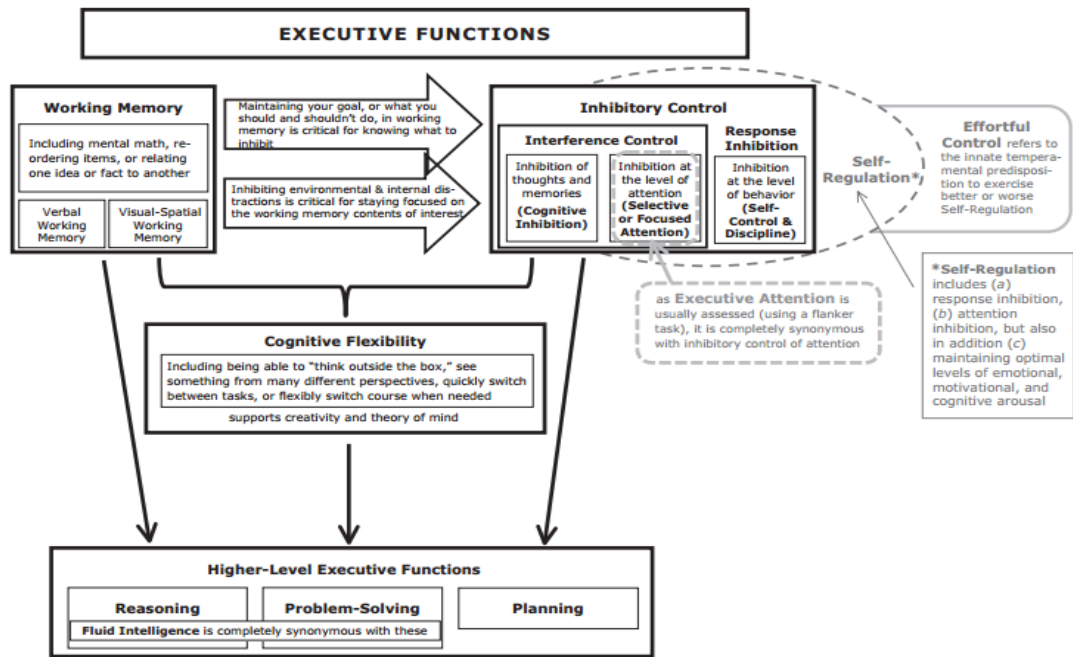 EXECUTIVE FUNCTIONS
Working Memory
Including mental math, re-
ordering items, or relating
one idea or fact to another
Verbal
Working
Memory
Visual-Spatial
Working
Memory
Maintaining your goal, or what you
should and shouldn't do, in working
memory is critical for knowing what to
inhibit
Inhibiting environmental & internal dis-
tractions is critical for staying focused on
the working memory contents of interest
Inhibitory Control
Interference Control
Inhibition of
thoughts and
memories
(Cognitive
Inhibition)
Inhibition at
the level of
attention
(Selective
or Focused
Attention)
Response
Inhibition
Inhibition
at the level
of behavior
(Self-
Control &
Discipline)
Self-
Regulation*
Effortful
Control refers to
the innate tempera-
mental predisposi-
tion to exercise
better or worse
Self-Regulation
as Executive Attention is
usually assessed (using a flanker
task), it is completely synonymous
with inhibitory control of attention
*Self-Regulation
includes (a)
response inhibition,
(b) attention
inhibition, but also
in addition (c)
maintaining optimal
levels of emotional,
motivational, and
cognitive arousal
Cognitive Flexibility
Including being able to "think outside the box," see
something from many different perspectives, quickly switch
between tasks, or flexibly switch course when needed
supports creativity and theory of mind
Higher-Level Executive Functions
Reasoning
Problem-Solving
Planning
Fluid Intelligence is completely synonymous with these